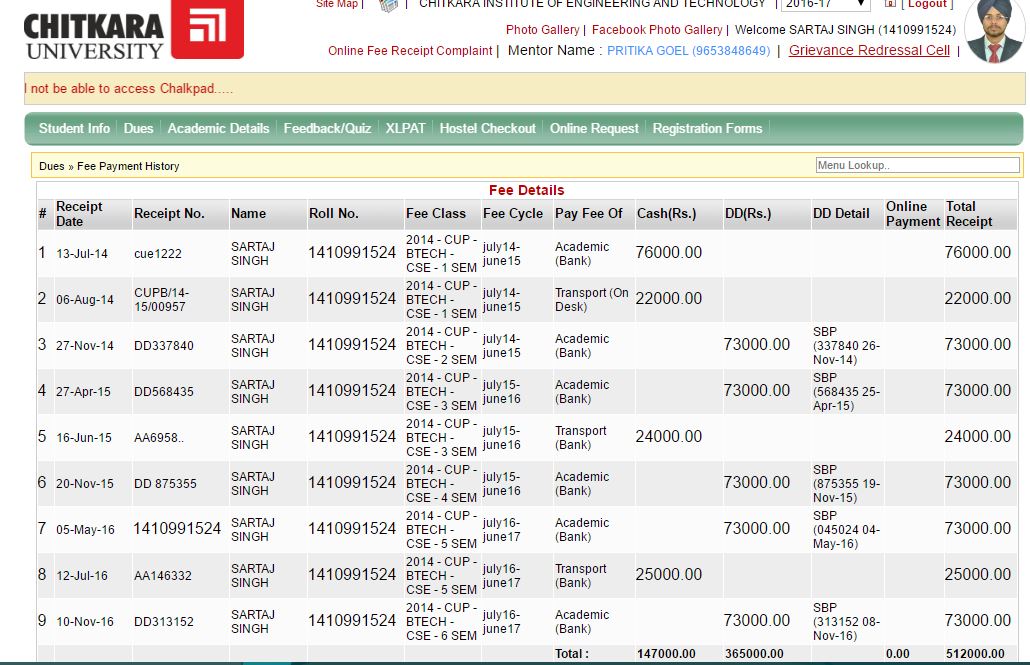 Site Map | CHITKARA INSTITUTE OF ENGINEERING AND TECHNOLOGY | 2016-17 [ Logout ]
CHITKARA
UNIVERSITY
Photo Gallery | Facebook Photo Gallery | Welcome SARTAJ SINGH (1410991524)
Online Fee Receipt Complaint | Mentor Name : PRITIKA GOEL (9653848649) | Grievance Redressal Cell |
I not be able to access Chalkpad.....
Student Info Dues Academic Details Feedback/Quiz XLPAT Hostel Checkout Online Request Registration Forms
Dues » Fee Payment History Menu Lookup..
Fee Details
# Receipt Date Receipt No. Name Roll No. Fee Class Fee Cycle Pay Fee Of Cash(Rs.) DD(Rs.) DD Detail Online Payment Total Receipt
1 13-Jul-14 cue1222 SARTAJ SINGH 1410991524 2014 - CUP - BTECH - CSE - 1 SEM july14-june15 Academic (Bank) 76000.00 76000.00
2 06-Aug-14 CUPB/14-15/00957 SARTAJ SINGH 1410991524 2014 - CUP - BTECH - CSE - 1 SEM july14-june15 Transport (On Desk) 22000.00 22000.00
3 27-Nov-14 DD337840 SARTAJ SINGH 1410991524 2014 - CUP - BTECH - CSE - 2 SEM july14-june15 Academic (Bank) 73000.00 SBP (337840 26-Nov-14) 73000.00
4 27-Apr-15 DD568435 SARTAJ SINGH 1410991524 2014 - CUP - BTECH - CSE - 3 SEM july15-june16 Academic (Bank) 73000.00 SBP (568435 25-Apr-15) 73000.00
5 16-Jun-15 AA6958.. SARTAJ SINGH 1410991524 2014 - CUP - BTECH - CSE - 3 SEM july15-june16 Transport (Bank) 24000.00 24000.00
6 20-Nov-15 DD 875355 SARTAJ SINGH 1410991524 2014 - CUP - BTECH - CSE - 4 SEM july15-june16 Academic (Bank) 73000.00 SBP (875355 19-Nov-15) 73000.00
7 05-May-16 1410991524 SARTAJ SINGH 1410991524 2014 - CUP - BTECH - CSE - 5 SEM july16-june17 Academic (Bank) 73000.00 SBP (045024 04-May-16) 73000.00
8 12-Jul-16 AA146332 SARTAJ SINGH 1410991524 2014 - CUP - BTECH - CSE - 5 SEM july16-june17 Transport (Bank) 25000.00 25000.00
9 10-Nov-16 DD313152 SARTAJ SINGH 1410991524 2014 - CUP - BTECH - CSE - 6 SEM july16-june17 Academic (Bank) 73000.00 SBP (313152 08-Nov-16) 73000.00
Total : 147000.00 365000.00 0.00 512000.00